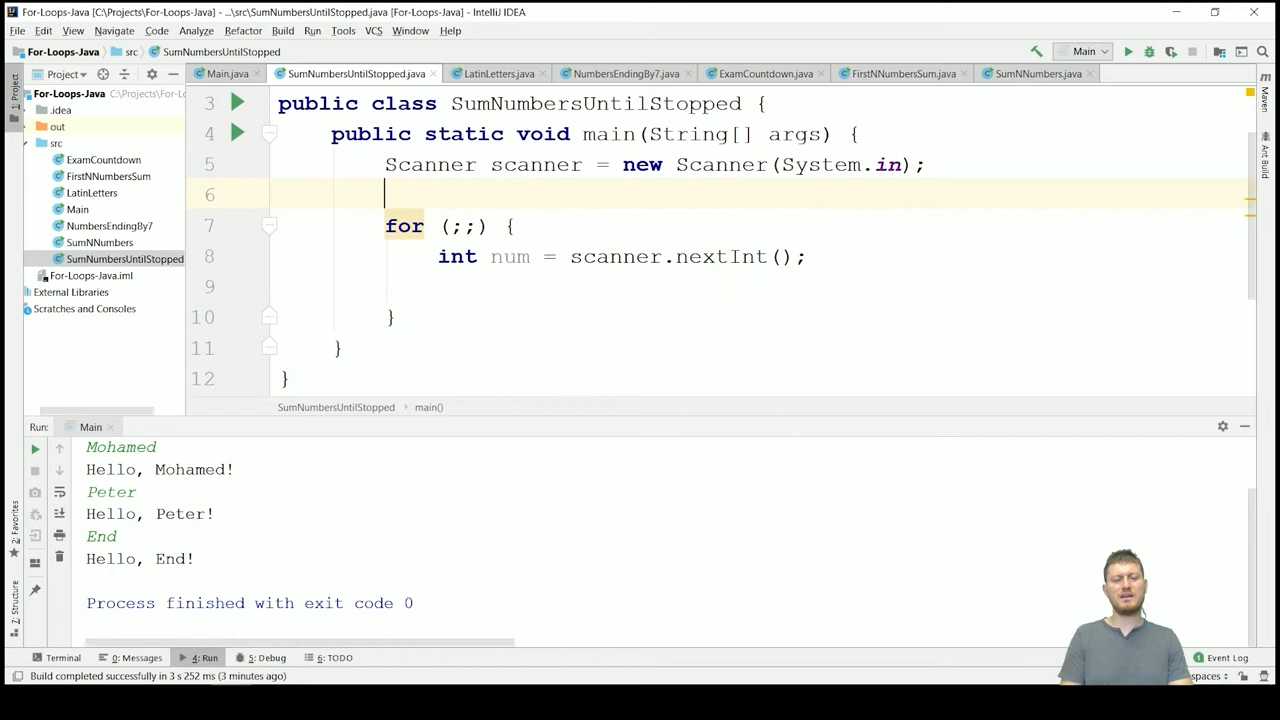 For-Loops-Java [C:\Projects\For-Loops-Java] - ...\src\SumNumbersUntilStopped.java [For-Loops-Java] - IntelliJ IDEA
File Edit View Navigate Code Analyze Refactor Build Run Tools VCS Window Help
For-Loops-Java src SumNumbersUntilStopped Main
Project Main.java SumNumbersUntilStopped.java LatinLetters.java NumbersEndingBy7.java ExamCountdown.java FirstNNumbersSum.java SumNNumbers.java
1: Project
Maven
Ant Build
For-Loops-Java C:\Projects\For-L
.idea
out
src
ExamCountdown
FirstNNumbersSum
LatinLetters
Main
NumbersEndingBy7
SumNNumbers
SumNumbersUntilStopped
For-Loops-Java.iml
External Libraries
Scratches and Consoles
3 public class SumNumbersUntilStopped {
4 public static void main(String[] args) {
5 Scanner scanner = new Scanner(System.in);
6
7 for (;;) {
8 int num = scanner.nextInt();
9
10 }
11 }
12 }
SumNumbersUntilStopped › main()
Run: Main
Mohamed
Hello, Mohamed!
Peter
Hello, Peter!
End
Hello, End!
Process finished with exit code 0
2: Favorites
7: Structure
Terminal 0: Messages 4: Run 5: Debug 6: TODO 1 Event Log
Build completed successfully in 3 s 252 ms (3 minutes ago) spaces